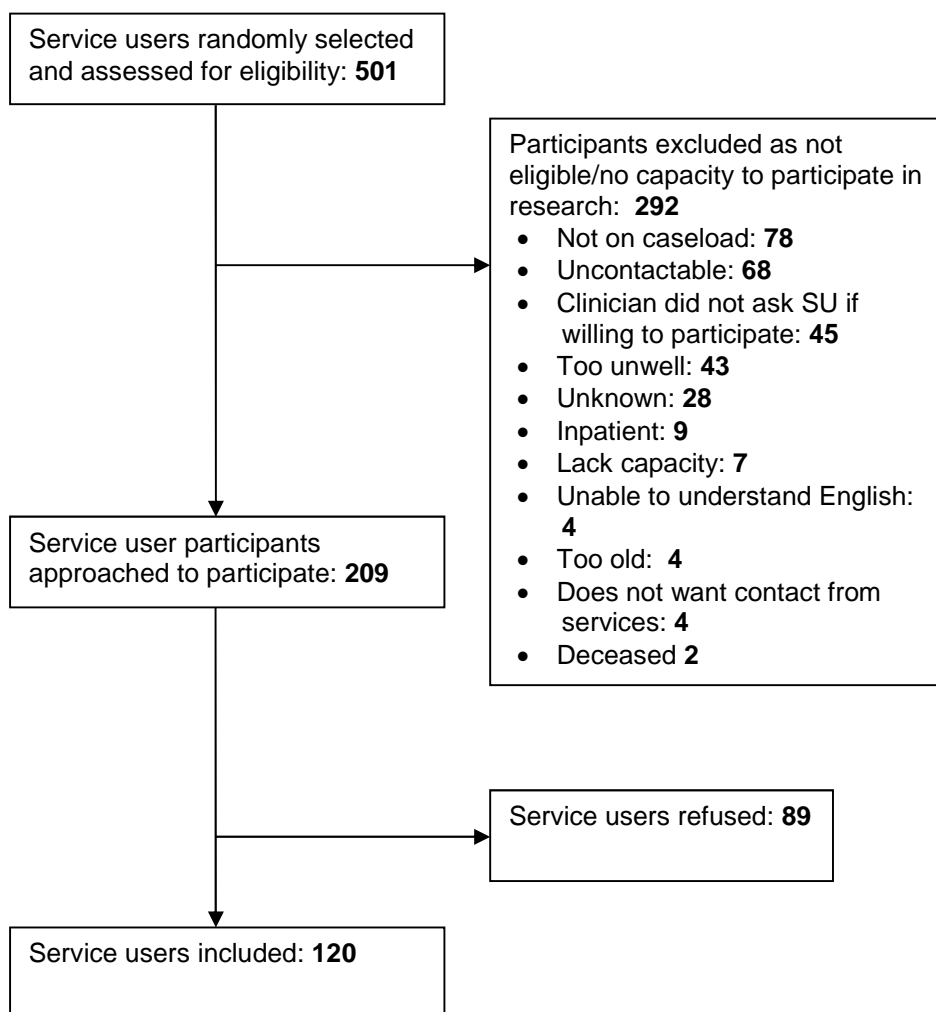 Service users randomly selected
and assessed for eligibility: 501
Participants excluded as not
eligible/no capacity to participate in
research: 292
• Not on caseload: 78
• Uncontactable: 68
• Clinician did not ask SU if
willing to participate: 45
• Too unwell: 43
• Unknown: 28
• Inpatient: 9
• Lack capacity: 7
• Unable to understand English:
4
• Too old: 4
• Does not want contact from
services: 4
• Deceased 2
Service user participants
approached to participate: 209
Service users refused: 89
Service users included: 120